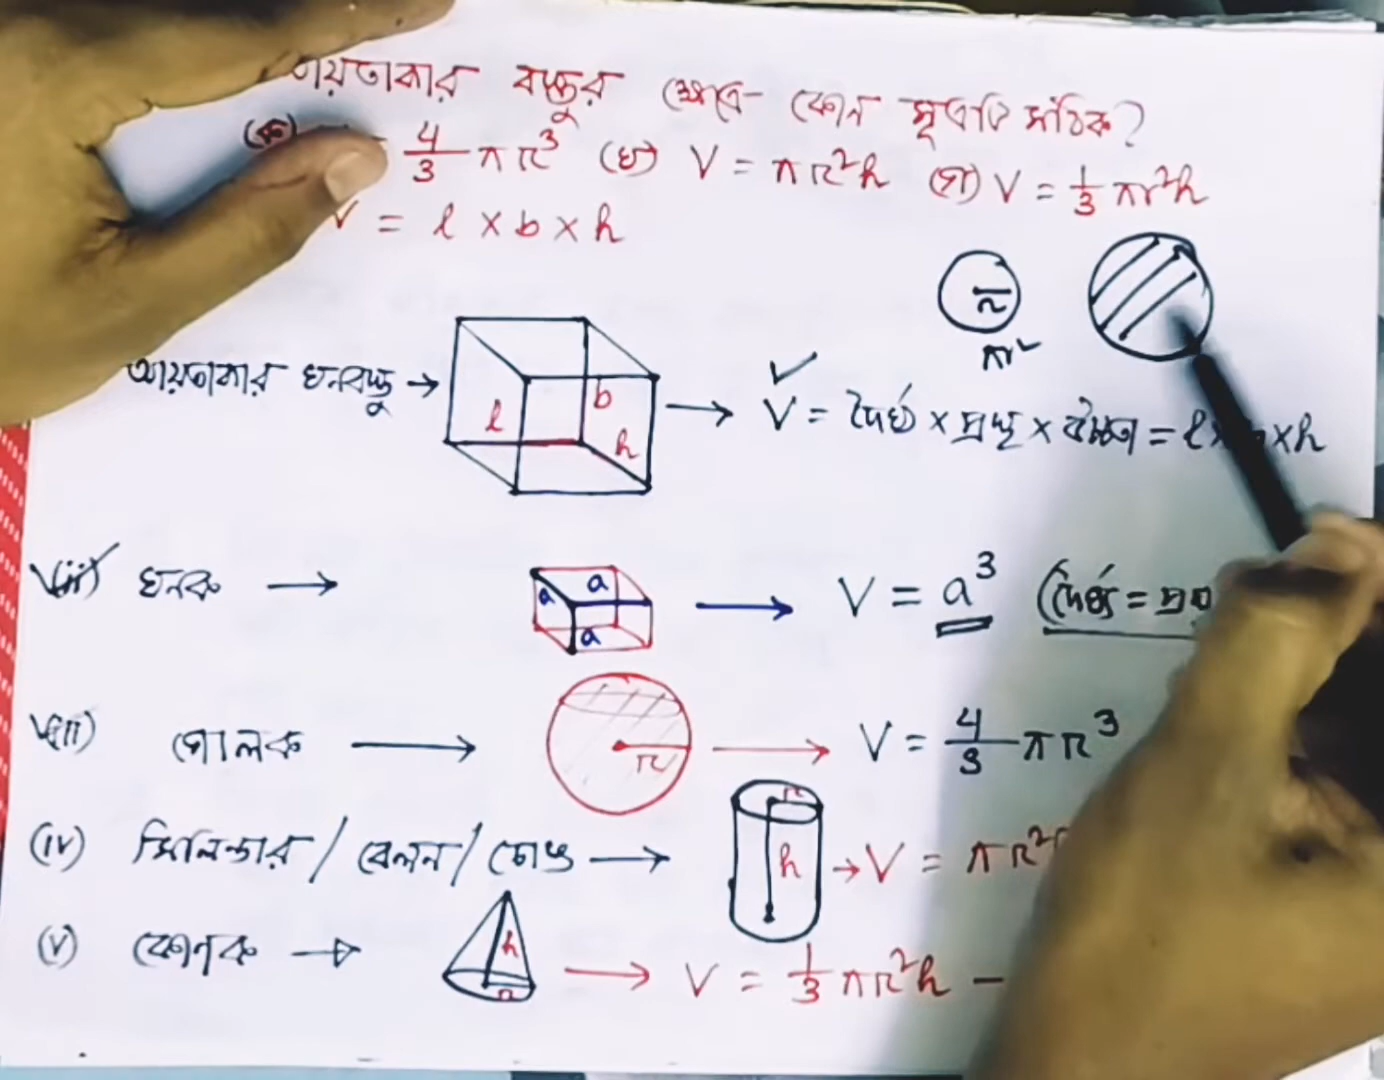 আয়তাকার বস্তুর ক্ষেত্রে কোন সূত্রটি সঠিক?
(ক) 4/3 πr³ (খ) V = πr²h (গ) V = 1/3 πr²h
V = l × b × h
r
πr²
আয়তাকার ঘনবস্তু → l b h → V = দৈর্ঘ্য × প্রস্থ × উচ্চতা = l × b × h
ii) ঘনক → a a a → V = a³ (দৈর্ঘ্য =
iii) গোলক → r → V = 4/3 πr³
(iv) সিলিন্ডার / বেলন / চোঙ → r h → V = πr²
(v) কোণক → h r → V = 1/3 πr²h –